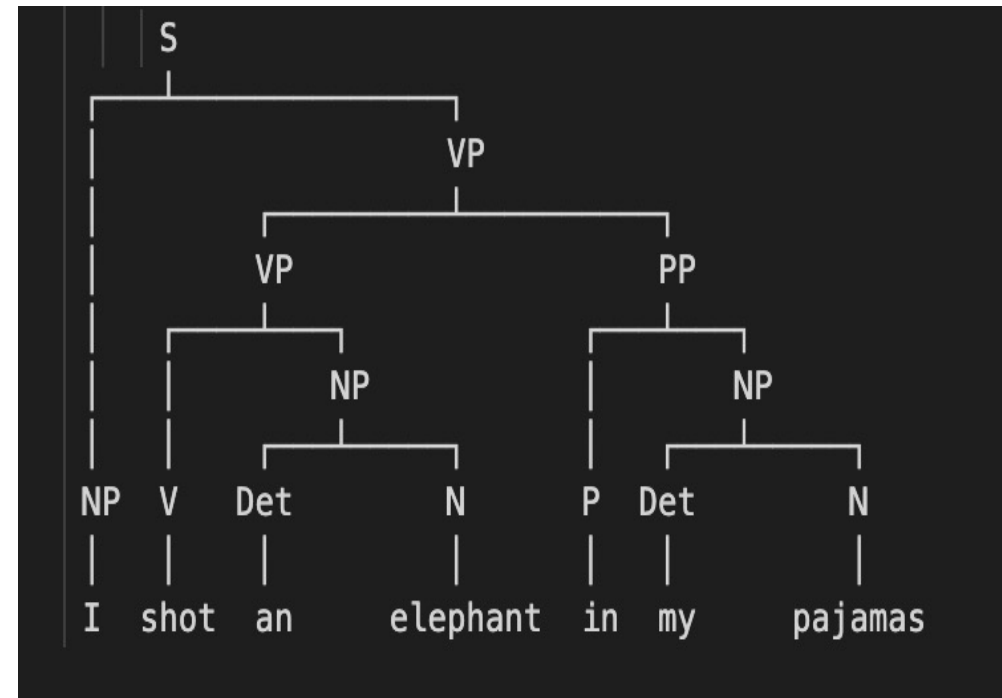 S
VP
VP PP
NP NP
NP V Det N P Det N
I shot an elephant in my pajamas